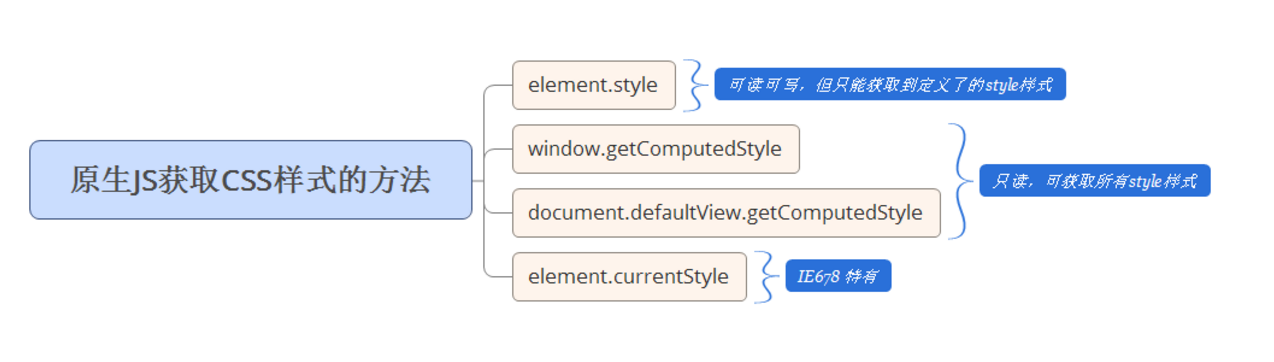 原生JS获取CSS样式的方法
element.style
可读可写，但只能获取到定义了的style样式
window.getComputedStyle
document.defaultView.getComputedStyle
只读，可获取所有style样式
element.currentStyle
IE678 特有